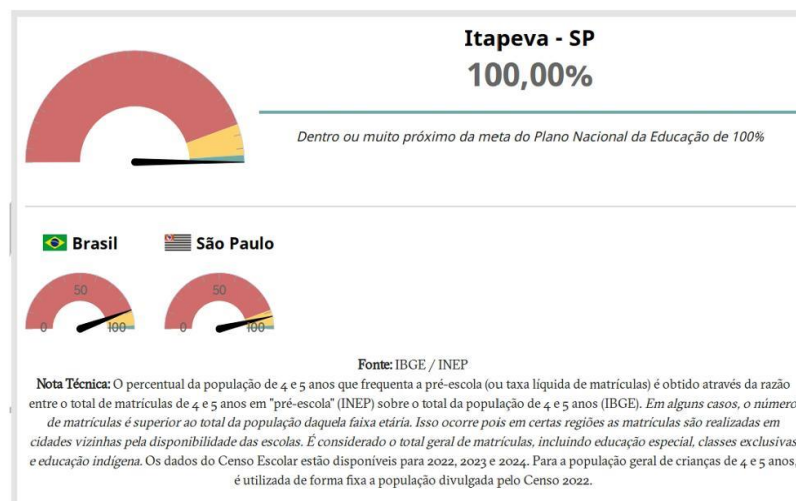 Itapeva - SP
100,00%
Dentro ou muito próximo da meta do Plano Nacional da Educação de 100%
Brasil
São Paulo
50
0
100
50
0
100
Fonte: IBGE / INEP
Nota Técnica: O percentual da população de 4 e 5 anos que frequenta a pré-escola (ou taxa líquida de matrículas) é obtido através da razão
entre o total de matrículas de 4 e 5 anos em "pré-escola" (INEP) sobre o total da população de 4 e 5 anos (IBGE). Em alguns casos, o número
de matrículas é superior ao total da população daquela faixa etária. Isso ocorre pois em certas regiões as matrículas são realizadas em
cidades vizinhas pela disponibilidade das escolas. É considerado o total geral de matrículas, incluindo educação especial, classes exclusivas
e educação indígena. Os dados do Censo Escolar estão disponíveis para 2022, 2023 e 2024. Para a população geral de crianças de 4 e 5 anos,
é utilizada de forma fixa a população divulgada pelo Censo 2022.